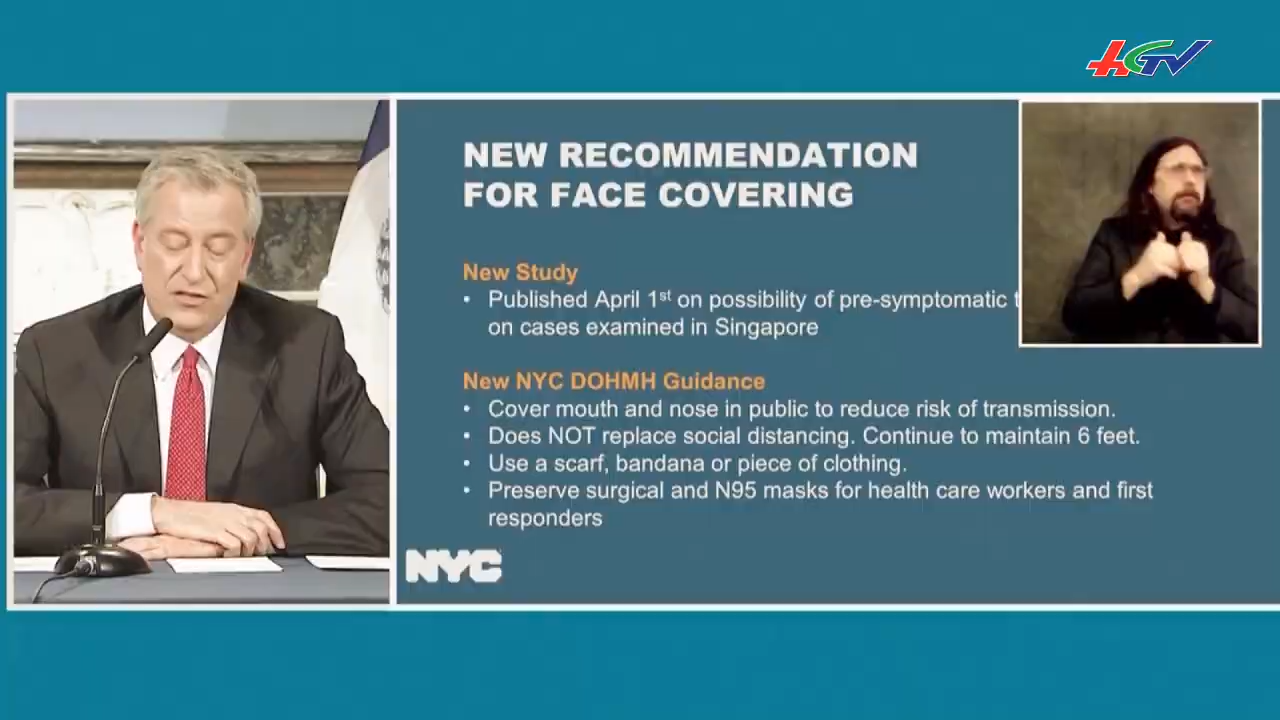 HGTV
NEW RECOMMENDATION
FOR FACE COVERING
New Study
• Published April 1st on possibility of pre-symptomatic t
on cases examined in Singapore
New NYC DOHMH Guidance
• Cover mouth and nose in public to reduce risk of transmission.
• Does NOT replace social distancing. Continue to maintain 6 feet.
• Use a scarf, bandana or piece of clothing.
• Preserve surgical and N95 masks for health care workers and first
responders
NYC